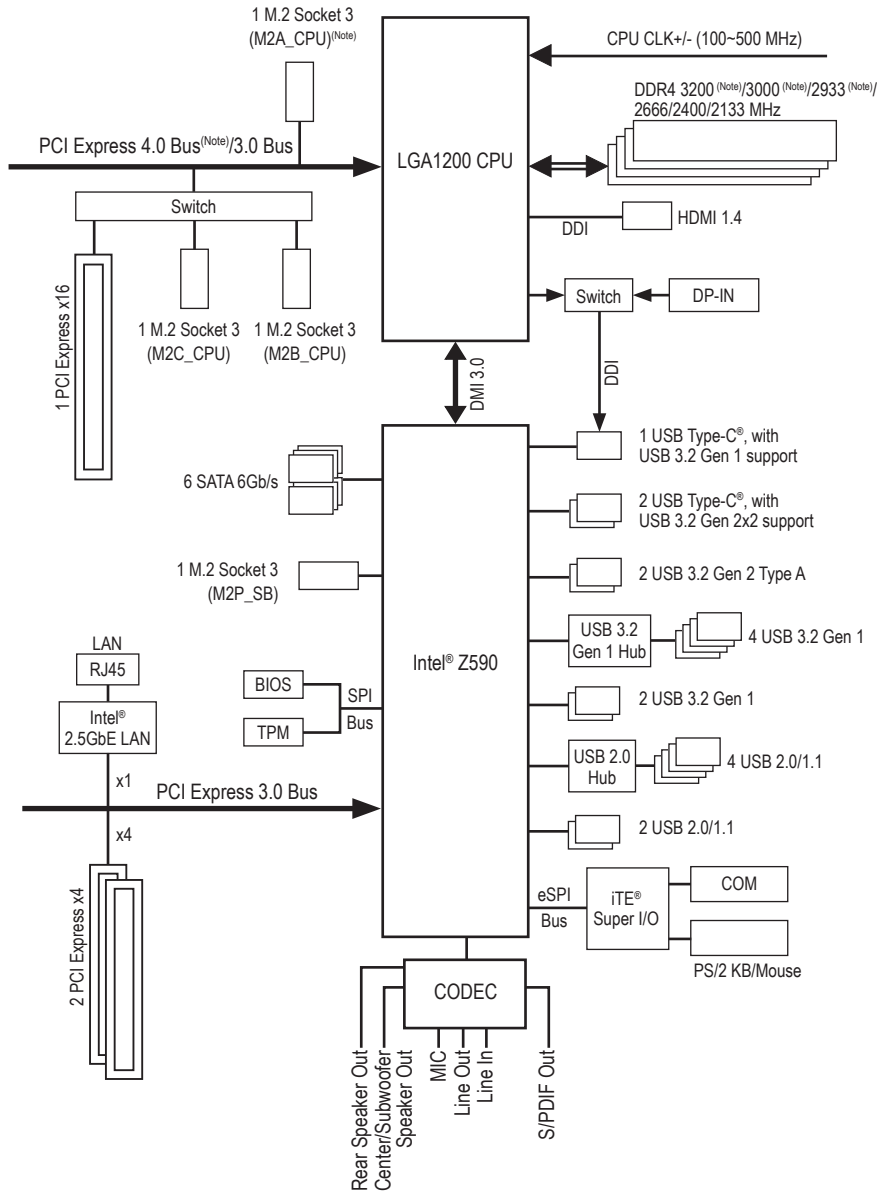 1 M.2 Socket 3
(M2A_CPU)(Note)
CPU CLK+/- (100~500 MHz)
DDR4 3200 (Note)/3000 (Note)/2933 (Note)/
2666/2400/2133 MHz
PCI Express 4.0 Bus(Note)/3.0 Bus
LGA1200 CPU
Switch
DDI
HDMI 1.4
Switch
DP-IN
1 PCI Express x16
1 M.2 Socket 3
(M2C_CPU)
1 M.2 Socket 3
(M2B_CPU)
DMI 3.0
DDI
1 USB Type-C®, with
USB 3.2 Gen 1 support
6 SATA 6Gb/s
2 USB Type-C®, with
USB 3.2 Gen 2x2 support
1 M.2 Socket 3
(M2P_SB)
2 USB 3.2 Gen 2 Type A
USB 3.2
Gen 1 Hub
4 USB 3.2 Gen 1
LAN
RJ45
Intel® Z590
BIOS
SPI
Bus
TPM
2 USB 3.2 Gen 1
Intel®
2.5GbE LAN
USB 2.0
Hub
4 USB 2.0/1.1
x1
PCI Express 3.0 Bus
x4
2 USB 2.0/1.1
2 PCI Express x4
eSPI
Bus
iTE®
Super I/O
COM
PS/2 KB/Mouse
CODEC
Rear Speaker Out
Center/Subwoofer
Speaker Out
MIC
Line Out
Line In
S/PDIF Out